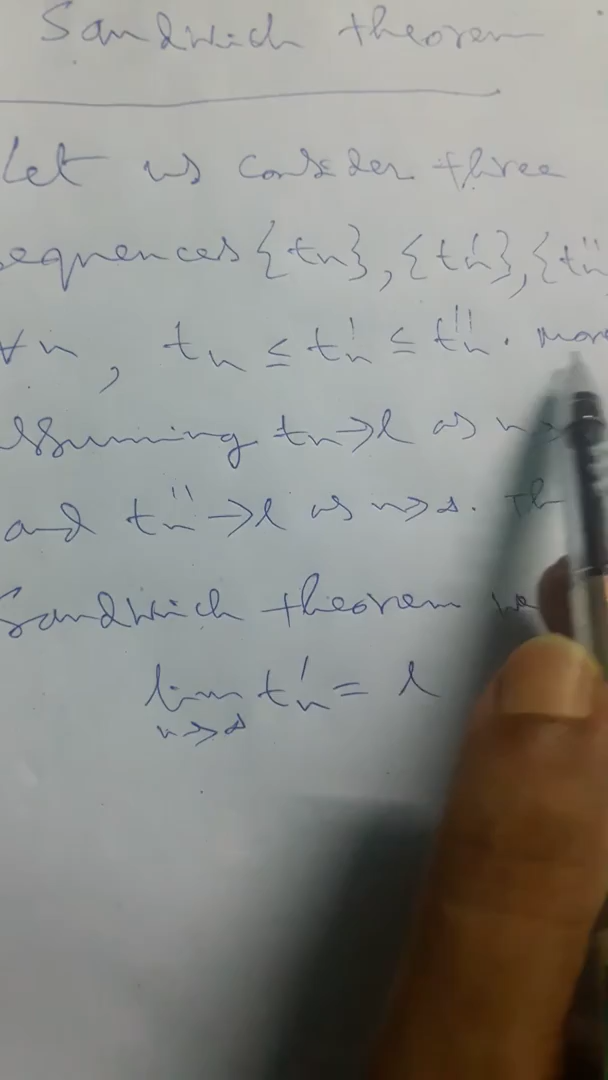 Sandwich theorem
Let us consider three
sequences {tn}, {tn'}, {tn''
∀n, tn ≤ tn' ≤ tn''. more
assuming tn→l as n→
and tn''→l as n→∞. Th
Sandwich theorem we
lim tn' = l
n→∞